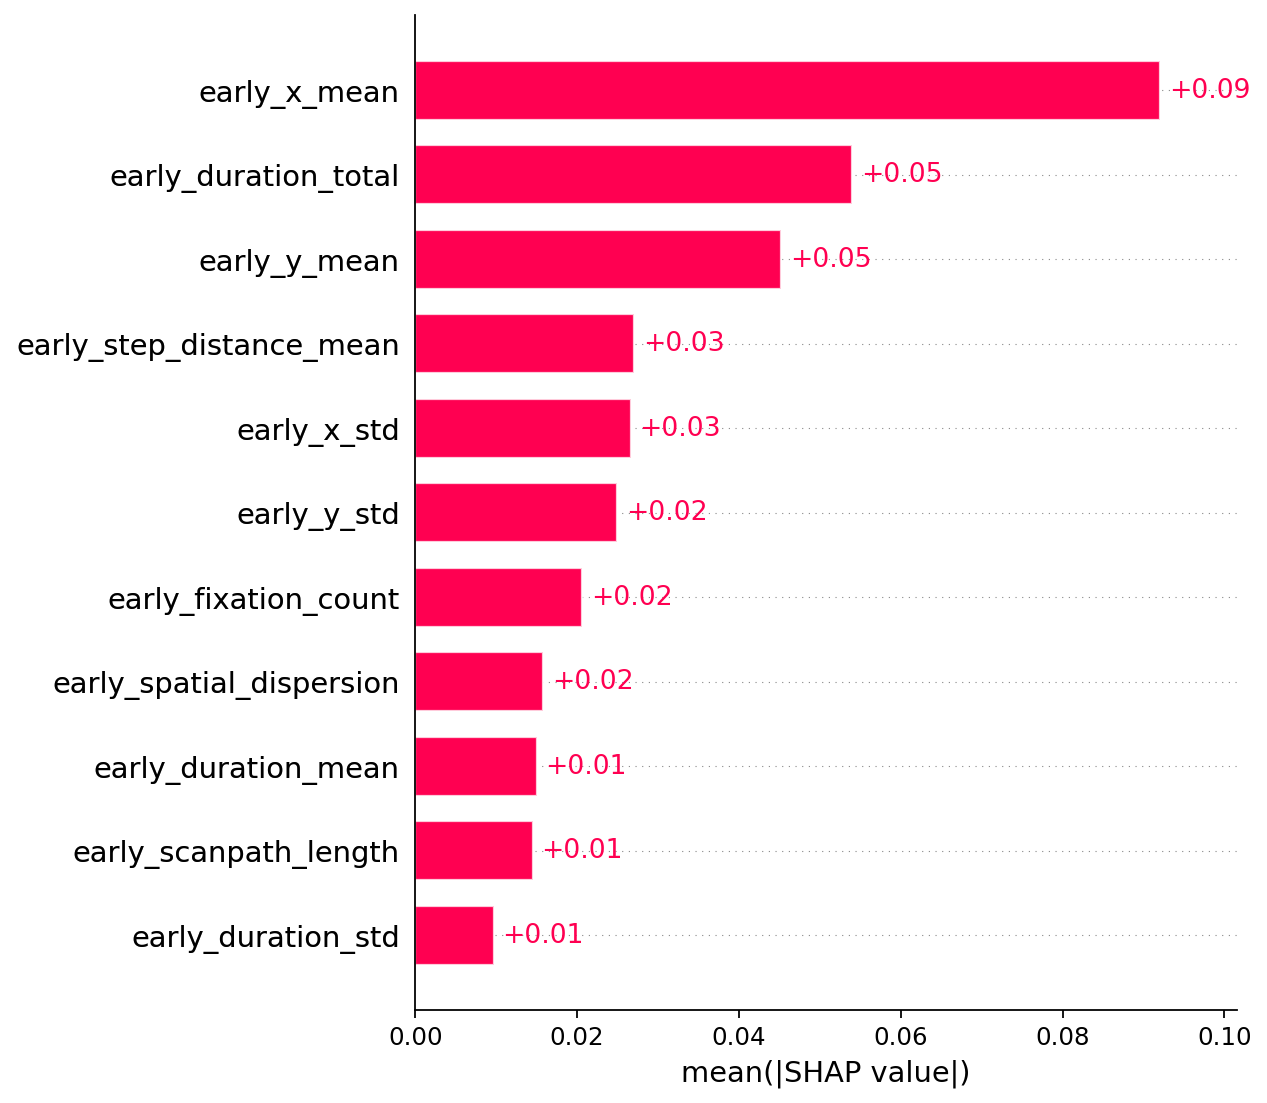 early_x_mean +0.09
early_duration_total +0.05
early_y_mean +0.05
early_step_distance_mean +0.03
early_x_std +0.03
early_y_std +0.02
early_fixation_count +0.02
early_spatial_dispersion +0.02
early_duration_mean +0.01
early_scanpath_length +0.01
early_duration_std +0.01
0.00 0.02 0.04 0.06 0.08 0.10
mean(|SHAP value|)